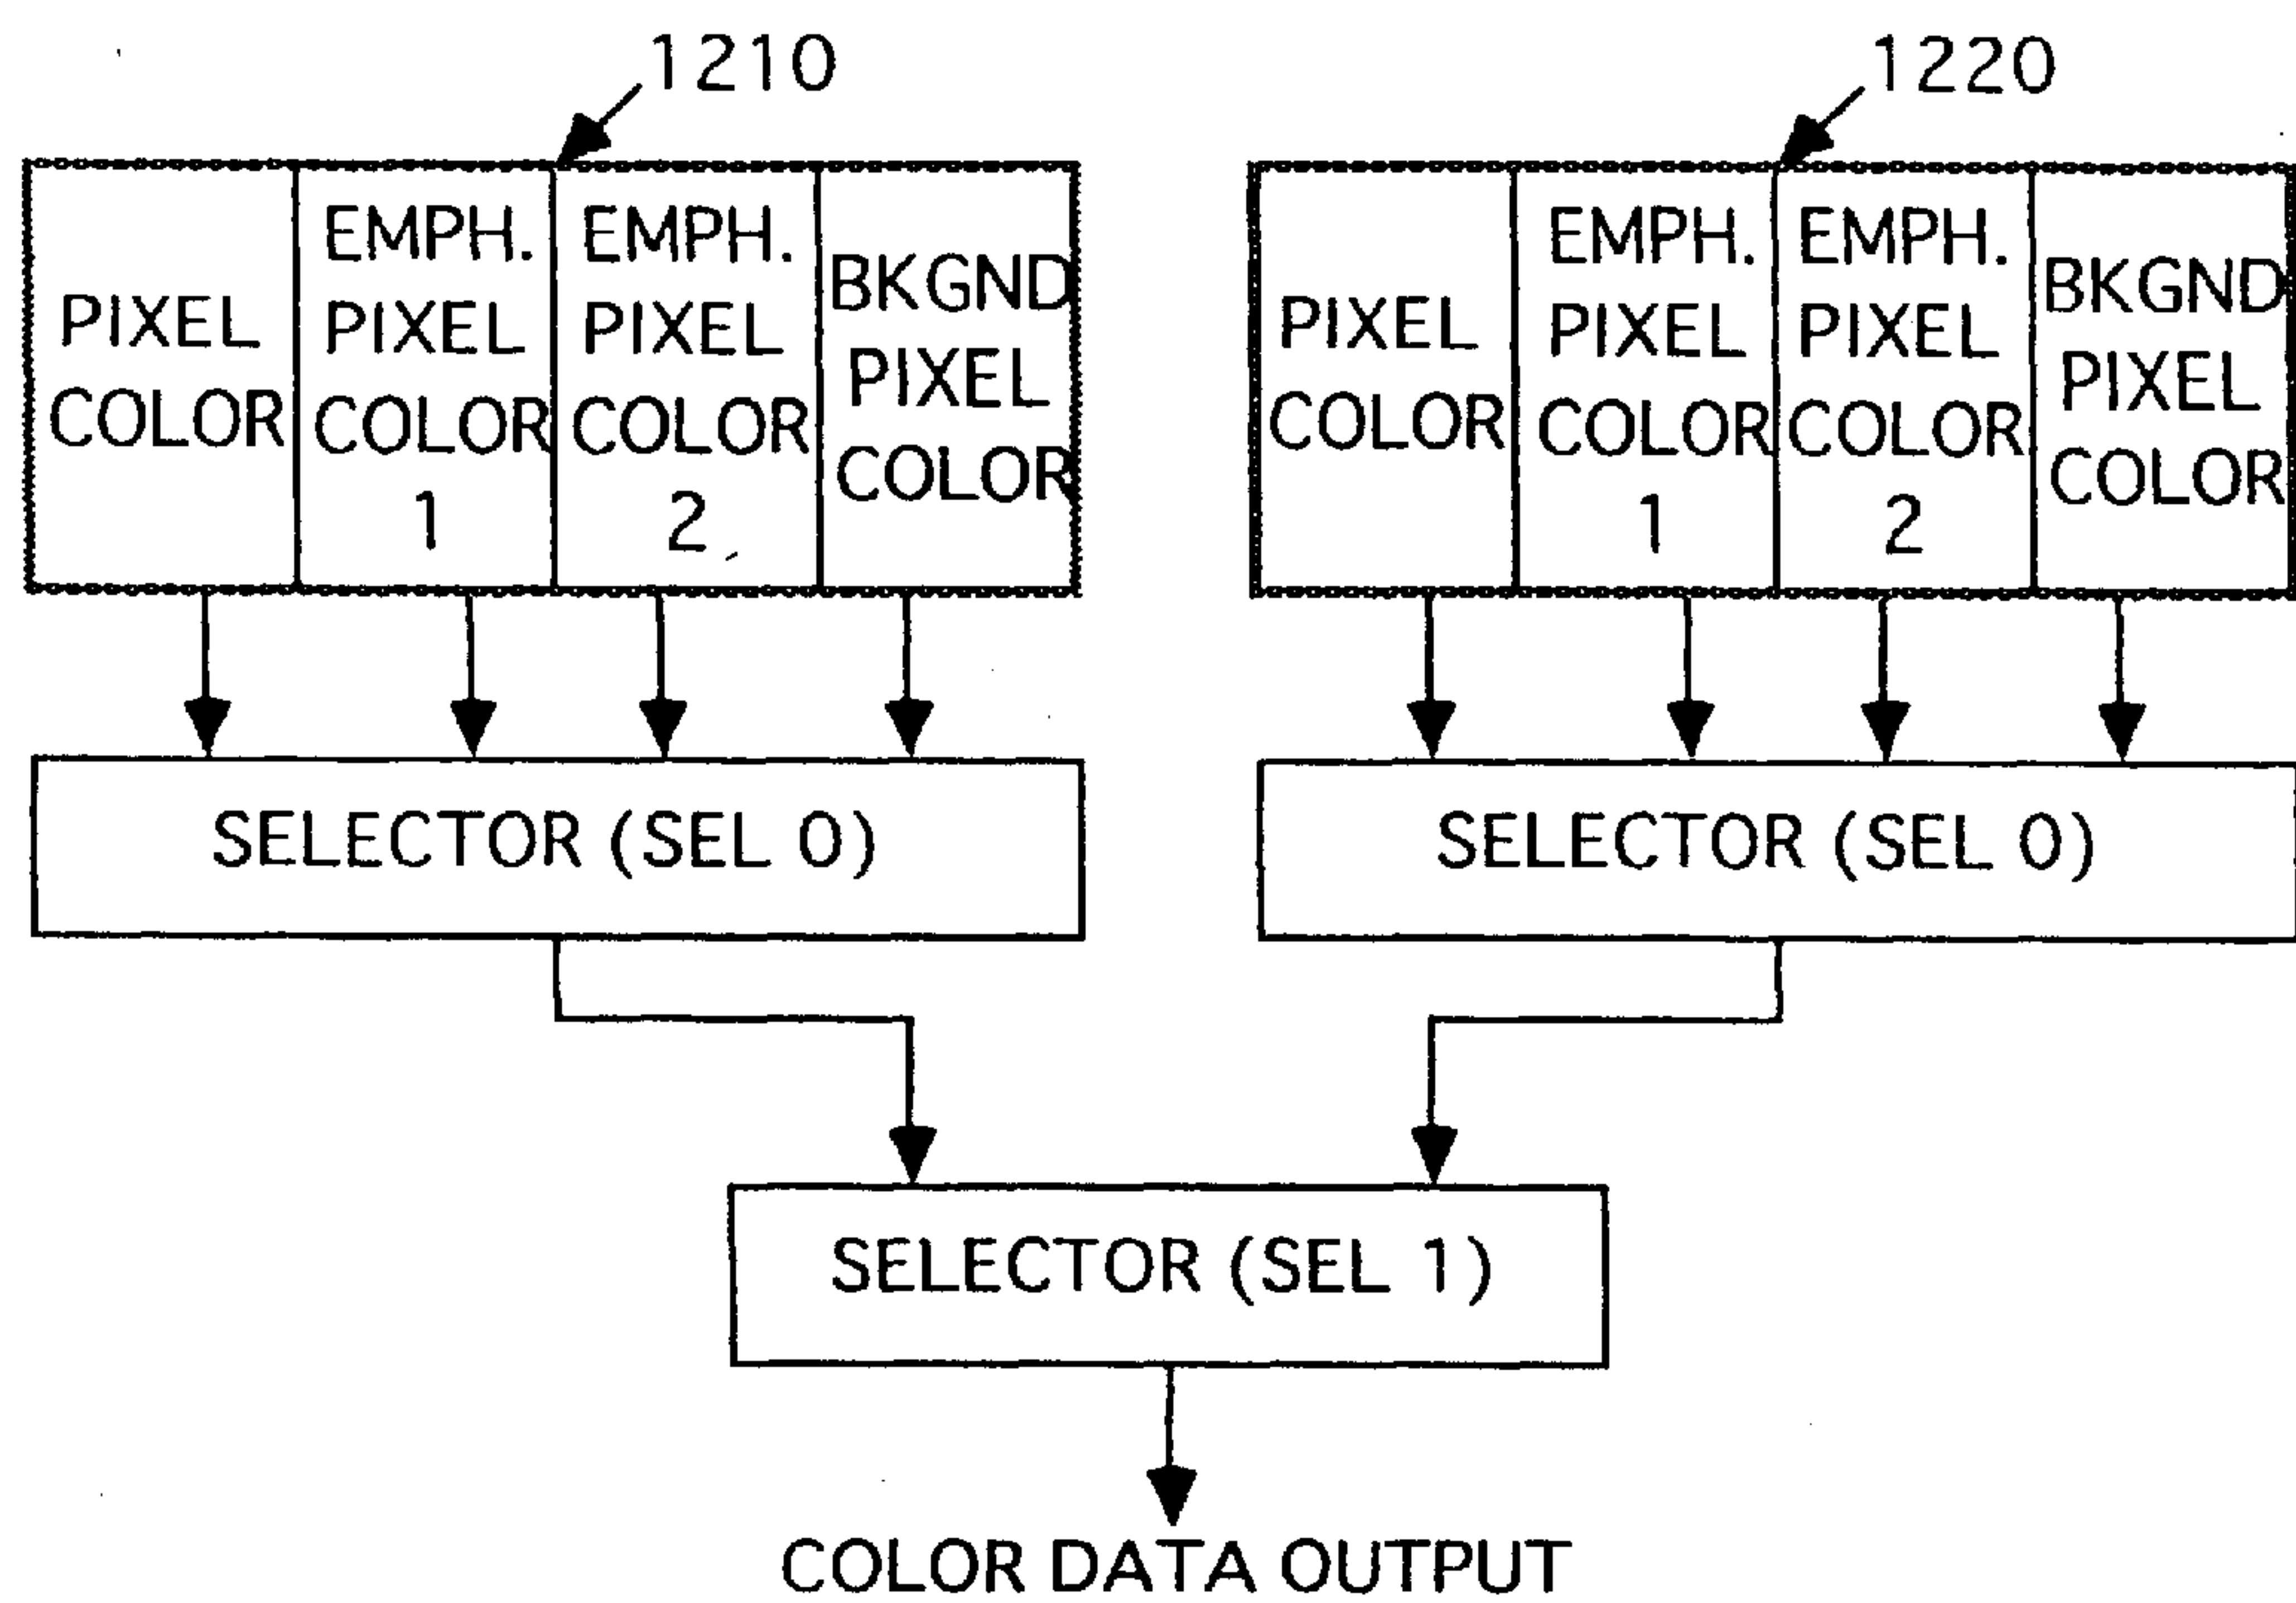 1210
1220
PIXEL
COLOR
EMPH.
PIXEL
COLOR
1
EMPH.
PIXEL
COLOR
2
BKGND
PIXEL
COLOR
PIXEL
COLOR
EMPH.
PIXEL
COLOR
1
EMPH.
PIXEL
COLOR
2
BKGND
PIXEL
COLOR
SELECTOR (SEL 0)
SELECTOR (SEL 0)
SELECTOR (SEL 1)
COLOR DATA OUTPUT